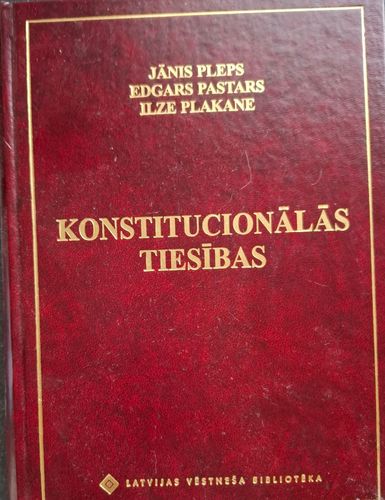 JĀNIS PLEPS
EDGARS PASTARS
ILZE PLAKANE
KONSTITUCIONĀLĀS
TIESĪBAS
LATVIJAS VĒSTNEŠA BIBLIOTĒKA